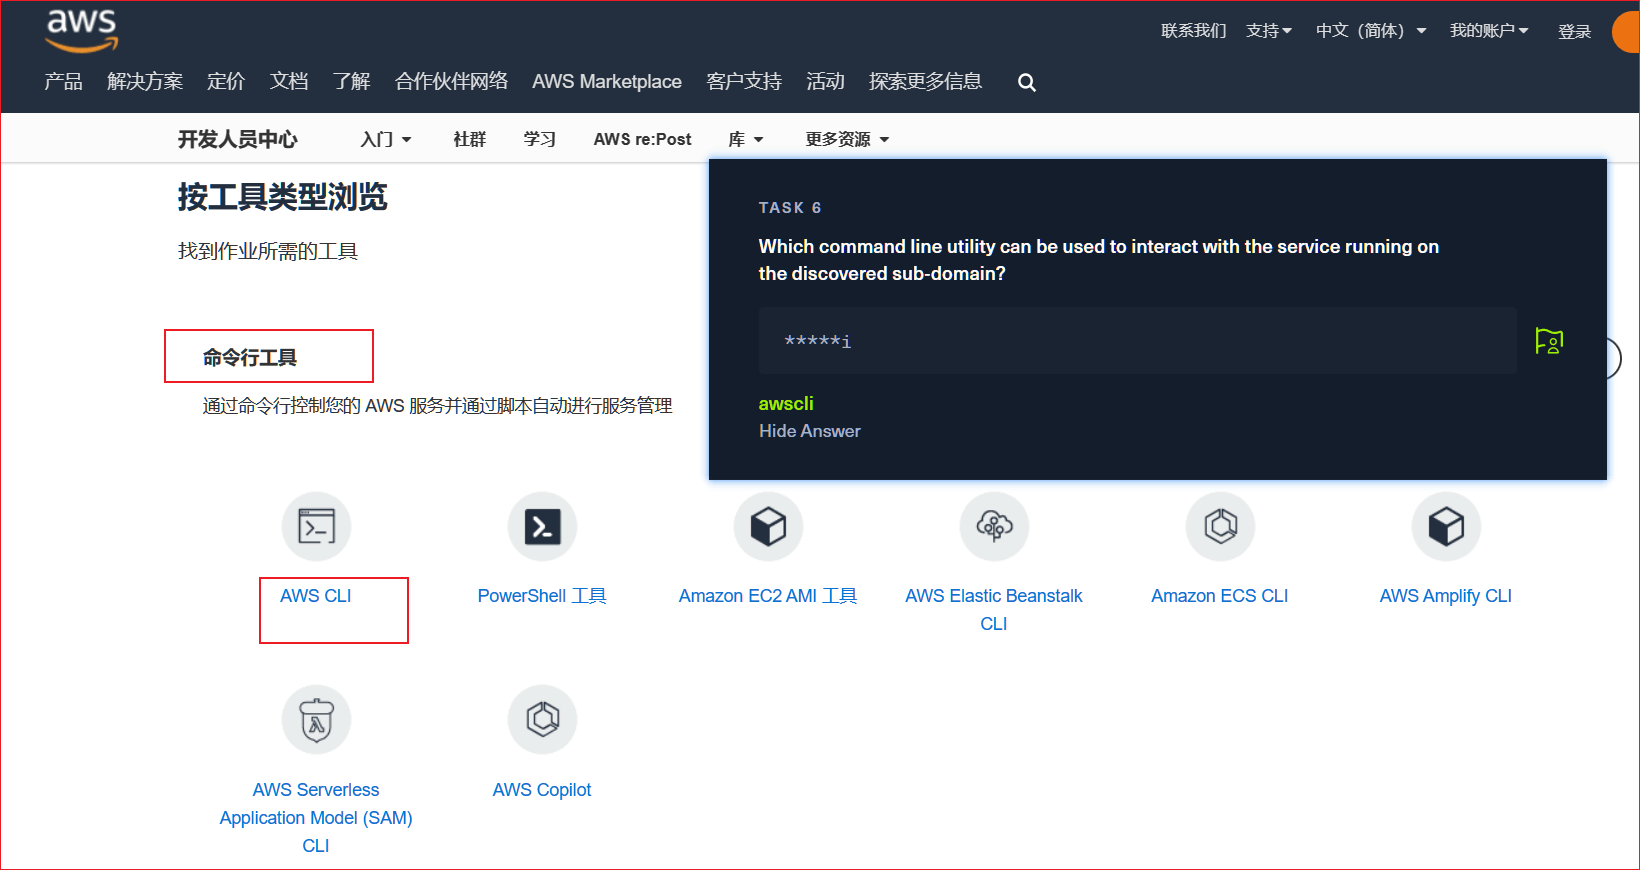 aws
联系我们 支持 中文（简体） 我的账户 登录
产品 解决方案 定价 文档 了解 合作伙伴网络 AWS Marketplace 客户支持 活动 探索更多信息
开发人员中心 入门 社群 学习 AWS re:Post 库 更多资源
按工具类型浏览
找到作业所需的工具
TASK 6
Which command line utility can be used to interact with the service running on
the discovered sub-domain?
*****i
awscli
Hide Answer
命令行工具
通过命令行控制您的 AWS 服务并通过脚本自动进行服务管理
AWS CLI
PowerShell 工具
Amazon EC2 AMI 工具
AWS Elastic Beanstalk
CLI
Amazon ECS CLI
AWS Amplify CLI
AWS Serverless
Application Model (SAM)
CLI
AWS Copilot